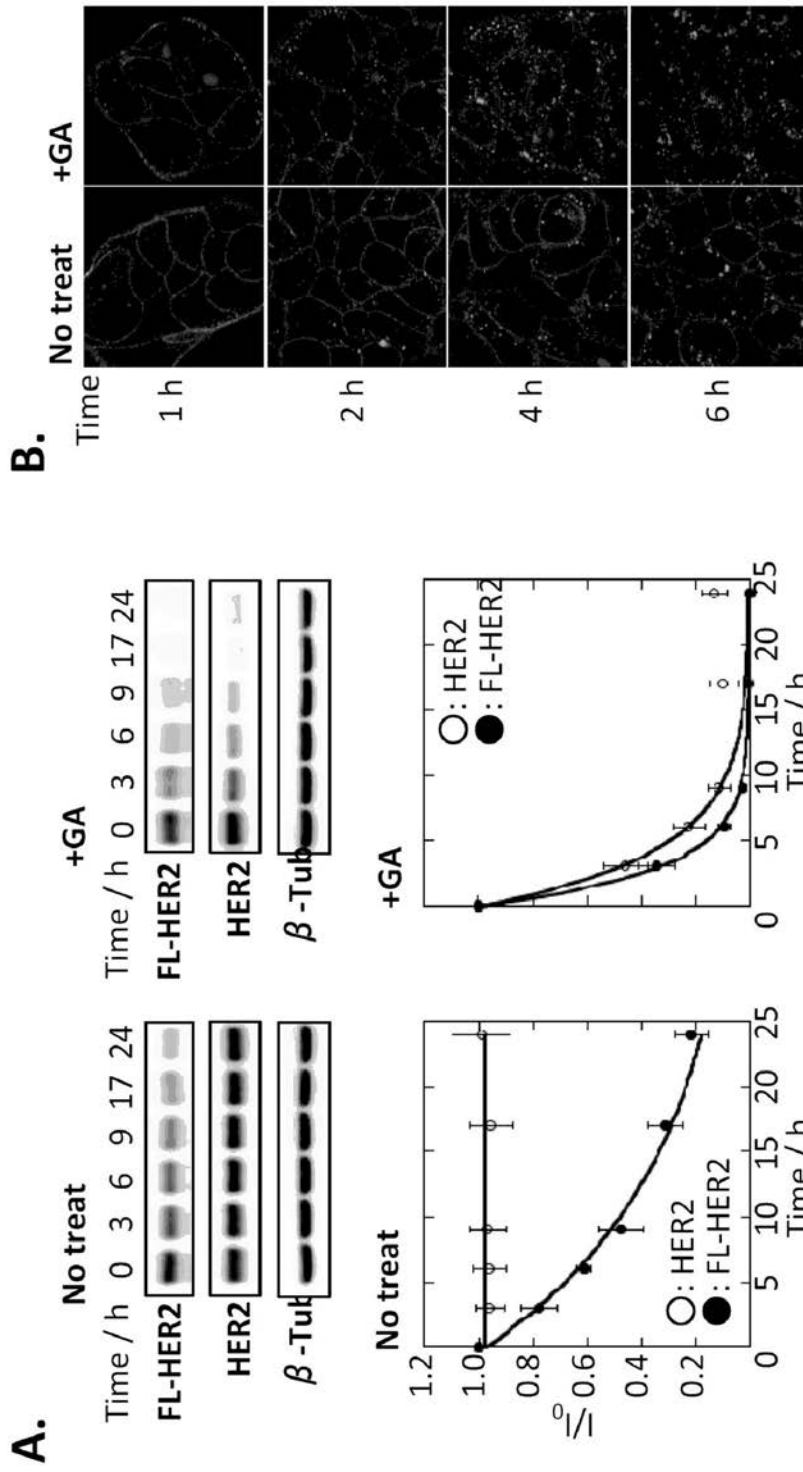 A.
No treat
Time / h 0 3 6 9 17 24
FL-HER2
HER2
β -Tub
+GA
Time / h 0 3 6 9 17 24
FL-HER2
HER2
β -Tub
No treat
I/I0
1.2
1.0
0.8
0.6
0.4
0.2
0 5 10 15 20 25
Time / h
○: HER2
●: FL-HER2
+GA
0 5 10 15 20 25
Time / h
○: HER2
●: FL-HER2
B.
Time No treat +GA
1 h
2 h
4 h
6 h